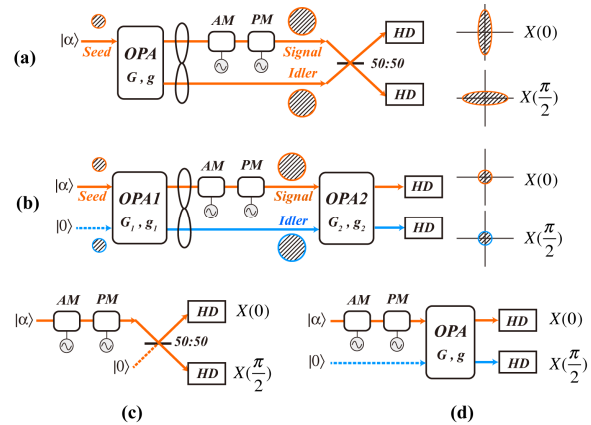 (a)
|α⟩
Seed
OPA
G, g
AM
PM
Signal
Idler
50:50
HD
HD
X(0)
X(π/2)
(b)
|α⟩
Seed
|0⟩
OPA1
G₁, g₁
AM
PM
Signal
Idler
OPA2
G₂, g₂
HD
HD
X(0)
X(π/2)
|α⟩
AM
PM
|0⟩
50:50
HD
X(0)
HD
X(π/2)
(c)
|α⟩
AM
PM
|0⟩
OPA
G, g
HD
X(0)
HD
X(π/2)
(d)